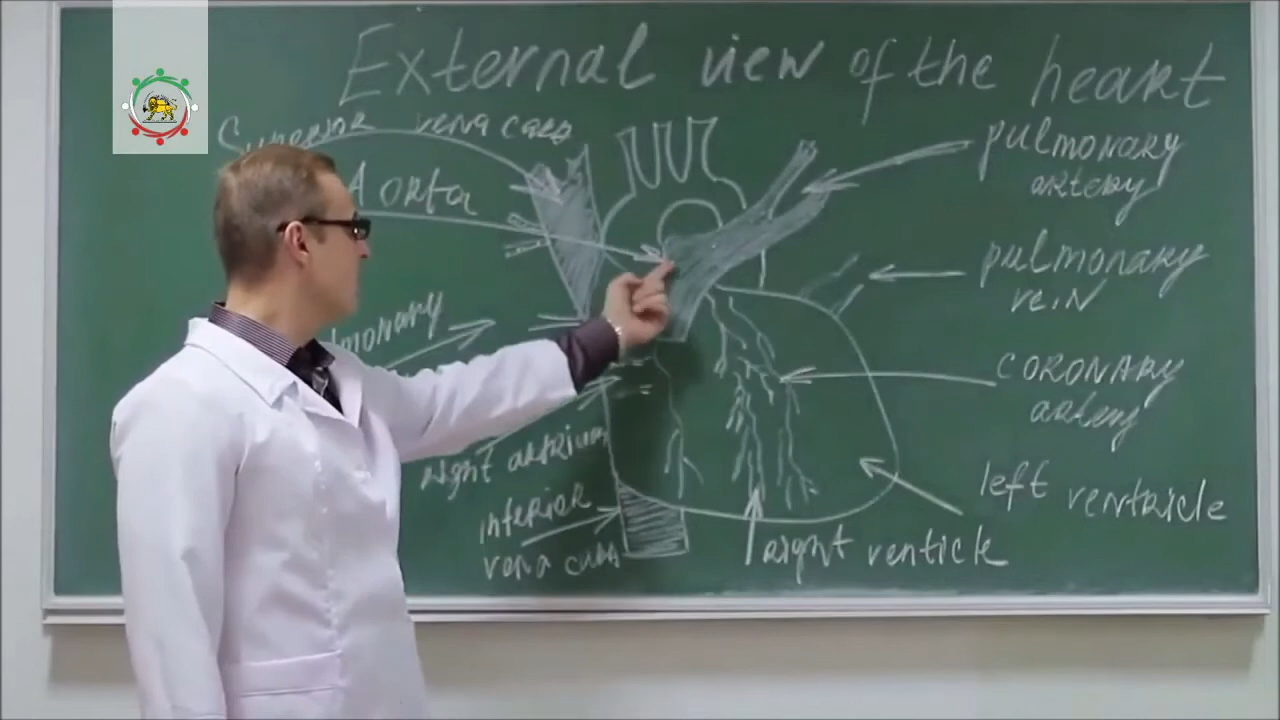 External view of the heart
Superior vena cava
Aorta
pulmonary
artery
pulmonary
vein
coronary
artery
right atrium
inferior
vena cava
left ventricle
right venticle